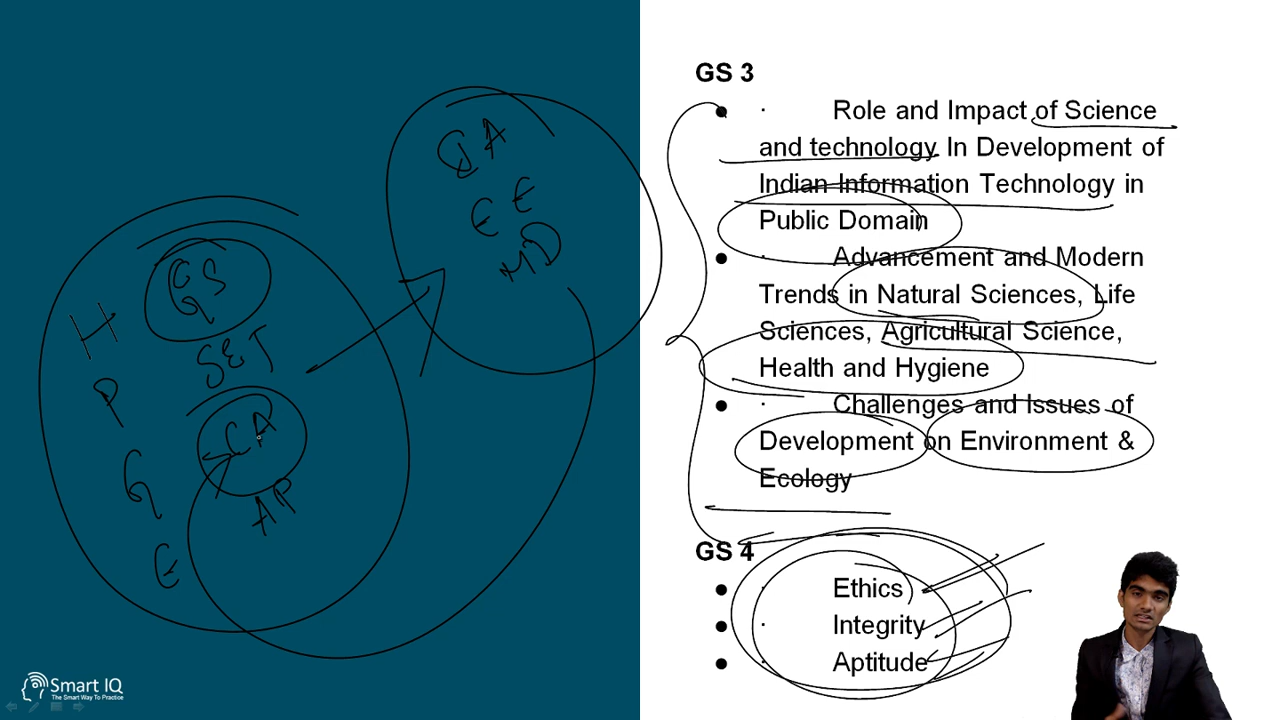 H
P
G
E
GS
S&T
CA
AP
EE
MD
GS 3
• · Role and Impact of Science
and technology In Development of
Indian Information Technology in
Public Domain
• · Advancement and Modern
Trends in Natural Sciences, Life
Sciences, Agricultural Science,
Health and Hygiene
• · Challenges and Issues of
Development on Environment &
Ecology
GS 4
• · Ethics
• · Integrity
• · Aptitude
Smart IQ
The Smart Way To Practice